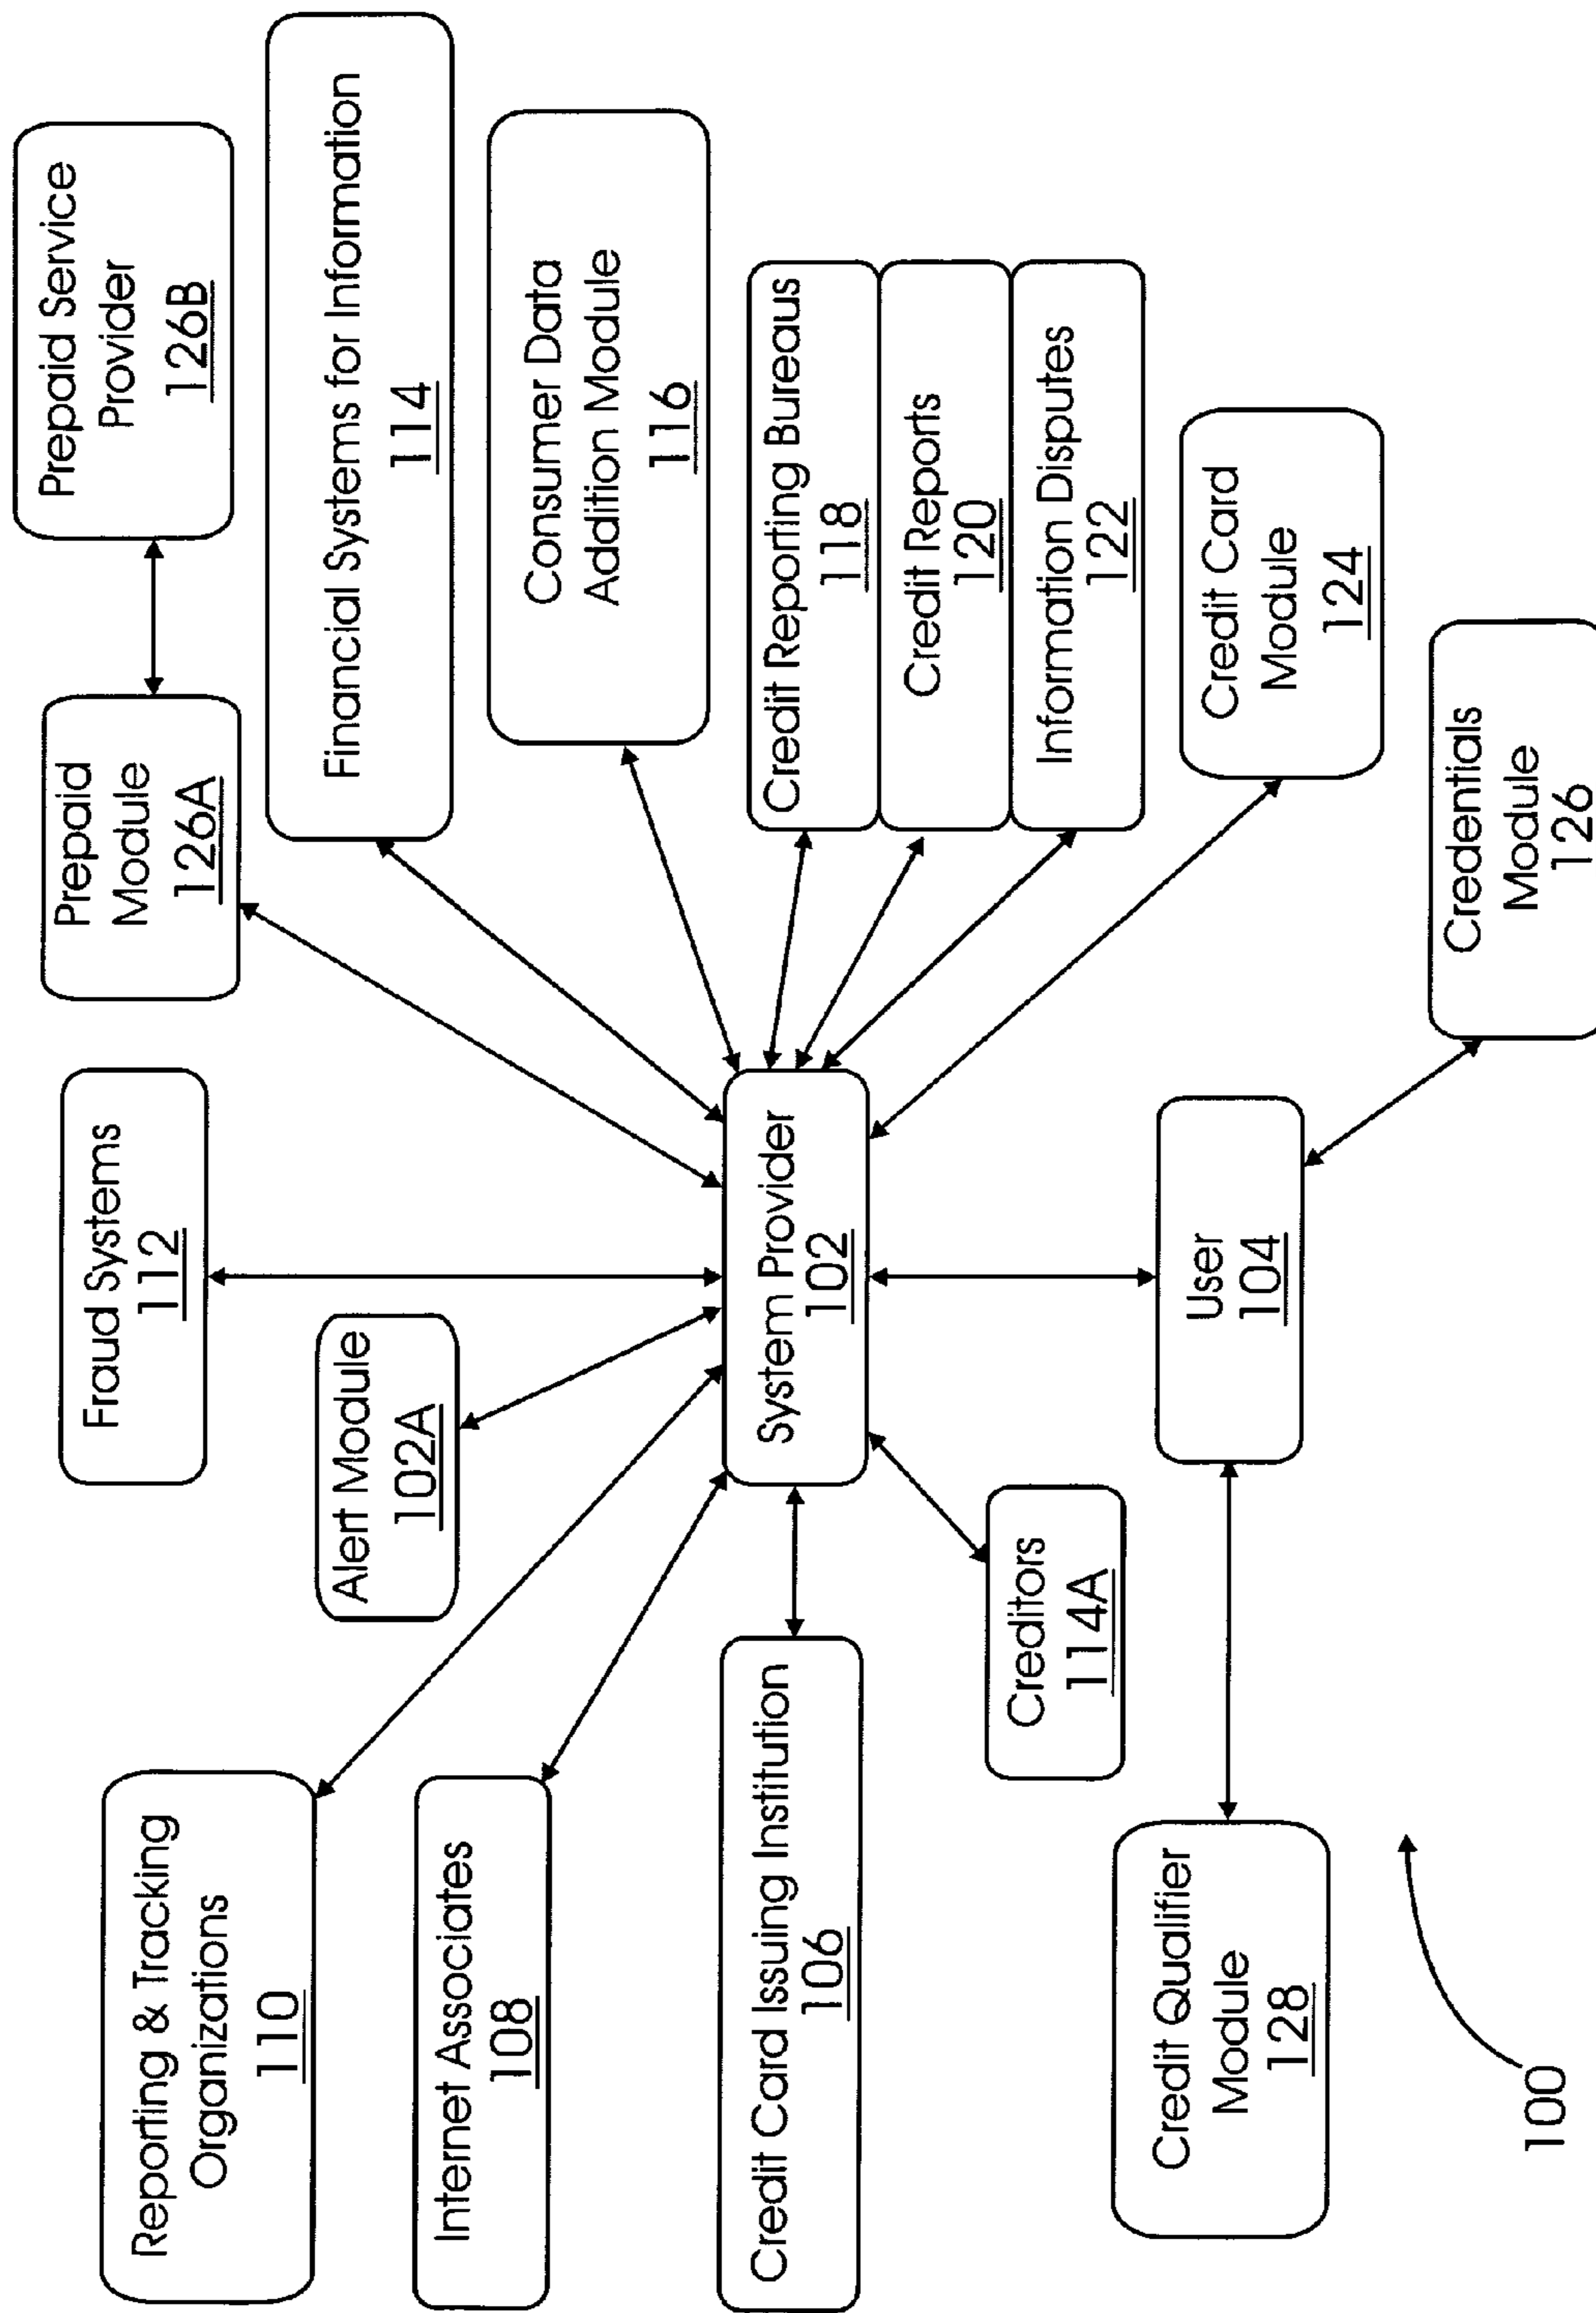 Reporting & Tracking
Organizations
110
Internet Associates
108
Credit Card Issuing Institution
106
Creditors
114A
Credit Qualifier
Module
128
100
Fraud Systems
112
Alert Module
102A
System Provider
102
User
104
Prepaid
Module
126A
Prepaid Service
Provider
126B
Financial Systems for Information
114
Consumer Data
Addition Module
116
Credit Reporting Bureaus
118
Credit Reports
120
Information Disputes
122
Credit Card
Module
124
Credentials
Module
126